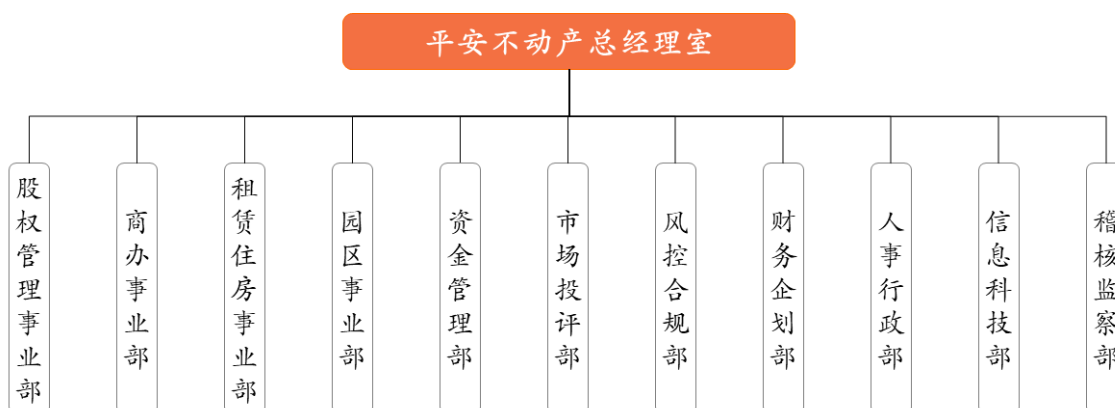 平安不动产总经理室
股权管理事业部
商办事业部
租赁住房事业部
园区事业部
资金管理部
市场投评部
风控合规部
财务企划部
人事行政部
信息科技部
稽核监察部